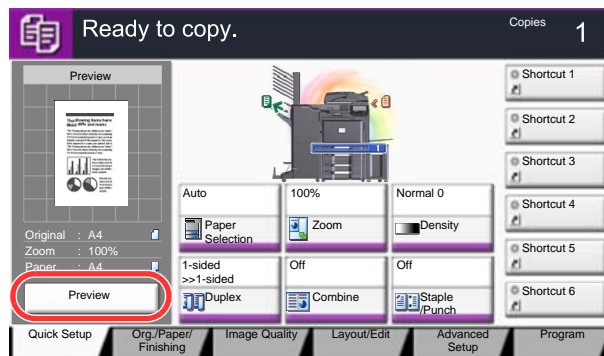 Ready to copy.
Copies 1
Preview
Original : A4
Zoom : 100%
Paper : A4
Preview
1
Auto
Paper
Selection
100%
Zoom
Normal 0
Density
1-sided
>>1-sided
Duplex
Off
Combine
Off
Staple
/Punch
Shortcut 1
Shortcut 2
Shortcut 3
Shortcut 4
Shortcut 5
Shortcut 6
Quick Setup
Org./Paper/
Finishing
Image Quality
Layout/Edit
Advanced
Setup
Program